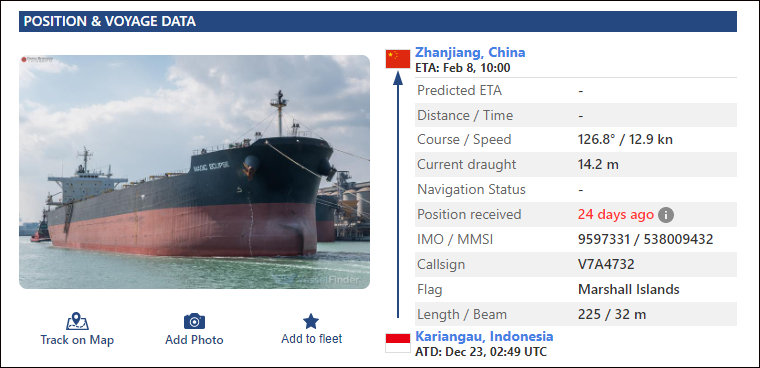 POSITION & VOYAGE DATA
MAGIC ECLIPSE
VesselFinder
Track on Map
Add Photo
Add to fleet
Zhanjiang, China
ETA: Feb 8, 10:00
Predicted ETA -
Distance / Time -
Course / Speed 126.8° / 12.9 kn
Current draught 14.2 m
Navigation Status -
Position received 24 days ago i
IMO / MMSI 9597331 / 538009432
Callsign V7A4732
Flag Marshall Islands
Length / Beam 225 / 32 m
Kariangau, Indonesia
ATD: Dec 23, 02:49 UTC